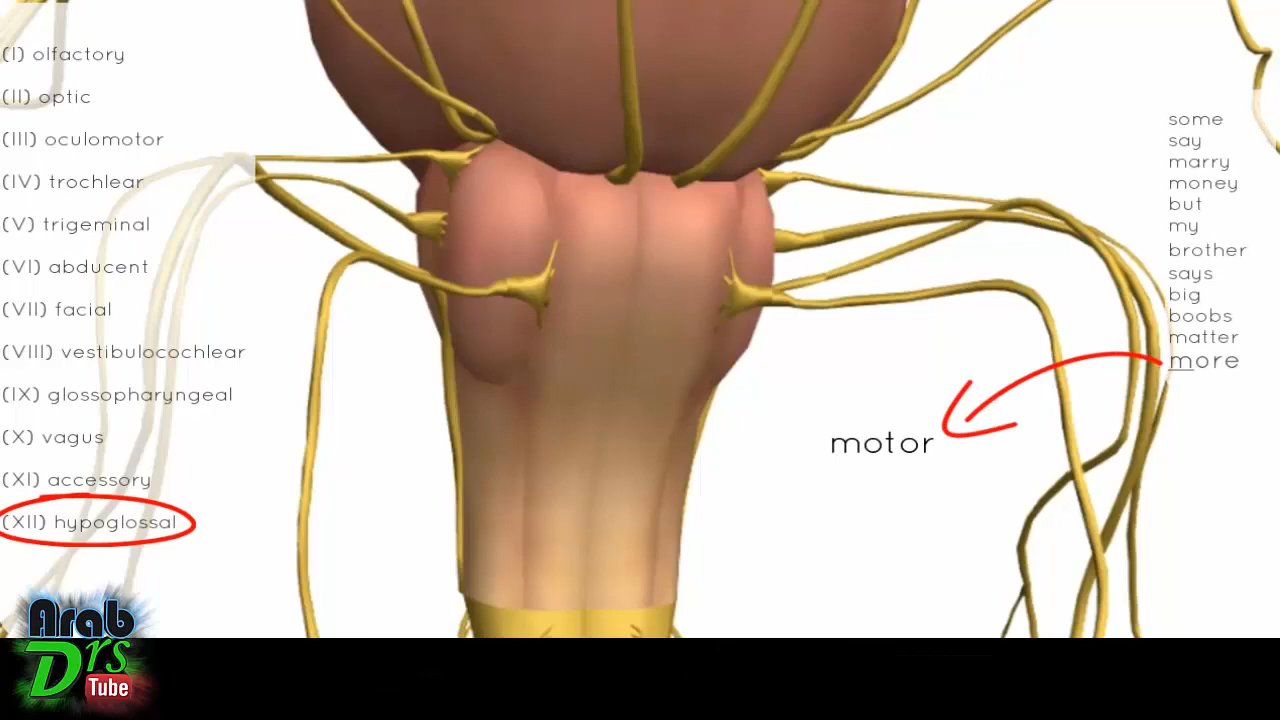 (I) olfactory
(II) optic
(III) oculomotor
(IV) trochlear
(V) trigeminal
(VI) abducent
(VII) facial
(VIII) vestibulocochlear
(IX) glossopharyngeal
(X) vagus
(XI) accessory
(XII) hypoglossal
some
say
marry
money
but
my
brother
says
big
boobs
matter
more
motor
Arab
Drs
Tube